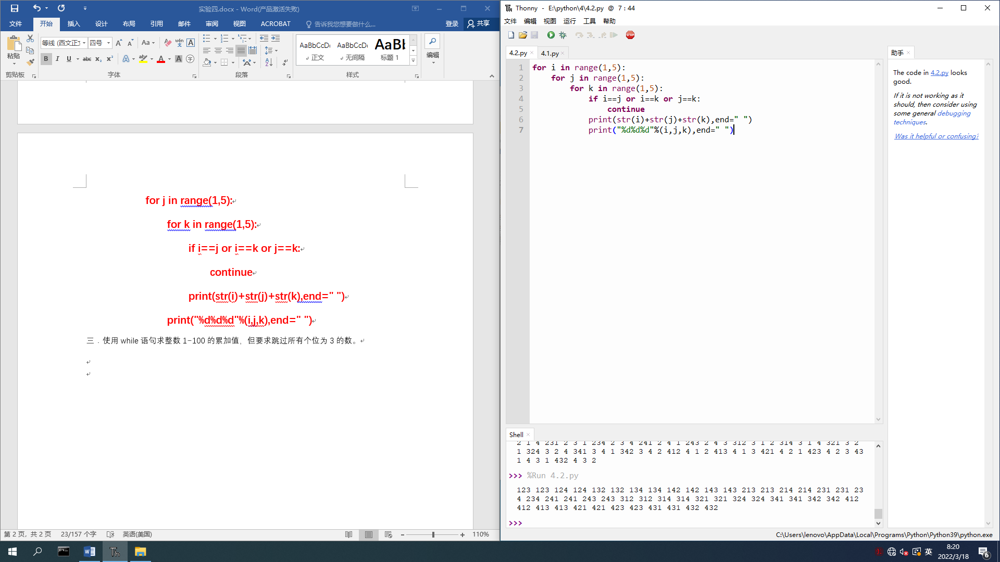 实验四.docx - Word(产品激活失败)
文件 开始 插入 设计 布局 引用 邮件 审阅 视图 ACROBAT 告诉我您想要做什么... 登录 共享
粘贴 等线 (西文正文 四号 Aa wén A AaBbCcDc AaBbCcDc AaBb
B I U abc x₂ x² A A A 字 正文 无间隔 标题 1 编辑
剪贴板 字体 段落 样式
for j in range(1,5):
for k in range(1,5):
if i==j or i==k or j==k:
continue
print(str(i)+str(j)+str(k),end=" ")
print("%d%d%d"%(i,j,k),end=" ")
三．使用 while 语句求整数 1-100 的累加值，但要求跳过所有个位为 3 的数。
第 2 页，共 2 页 23/157 个字 英语(美国) 110%
Thonny - E:\python\4\4.2.py @ 7 : 44
文件 编辑 视图 运行 工具 帮助
STOP
4.2.py 4.1.py
1 for i in range(1,5):
2 for j in range(1,5):
3 for k in range(1,5):
4 if i==j or i==k or j==k:
5 continue
6 print(str(i)+str(j)+str(k),end=" ")
7 print("%d%d%d"%(i,j,k),end=" ")
助手
The code in 4.2.py looks
good.
If it is not working as it
should, then consider using
some general debugging
techniques.
Was it helpful or confusing?
Shell
2 1 4 231 2 3 1 234 2 3 4 241 2 4 1 243 2 4 3 312 3 1 2 314 3 1 4 321 3 2
1 324 3 2 4 341 3 4 1 342 3 4 2 412 4 1 2 413 4 1 3 421 4 2 1 423 4 2 3 43
1 4 3 1 432 4 3 2
>>> %Run 4.2.py
123 123 124 124 132 132 134 134 142 142 143 143 213 213 214 214 231 231 23
4 234 241 241 243 243 312 312 314 314 321 321 324 324 341 341 342 342 412
412 413 413 421 421 423 423 431 431 432 432
>>>
C:\Users\lenovo\AppData\Local\Programs\Python\Python39\python.exe
英 8:20
2022/3/18 6